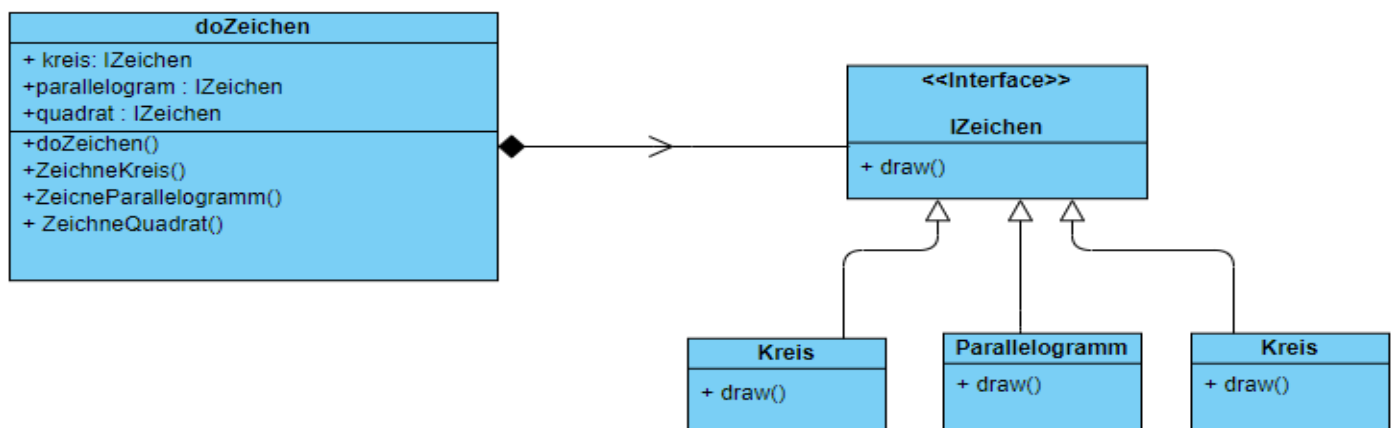 doZeichen
+ kreis: IZeichen
+parallelogram : IZeichen
+quadrat : IZeichen
+doZeichen()
+ZeichneKreis()
+ZeicneParallelogramm()
+ ZeichneQuadrat()
<<Interface>>
IZeichen
+ draw()
Kreis
+ draw()
Parallelogramm
+ draw()
Kreis
+ draw()